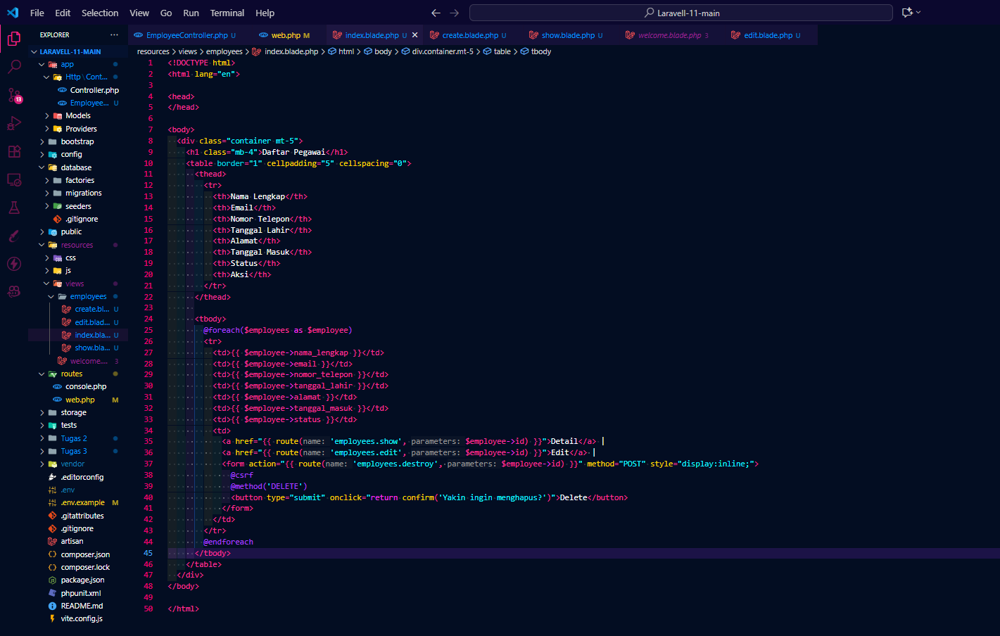 File Edit Selection View Go Run Terminal Help
Laravell-11-main
EXPLORER
EmployeeController.php U
web.php M
index.blade.php U
create.blade.php U
show.blade.php U
welcome.blade.php 3
edit.blade.php U
resources > views > employees > index.blade.php > html > body > div.container.mt-5 > table > tbody
13
LARAVELL-11-MAIN
app
Http\Cont...
Controller.php
Employee... U
Models
Providers
bootstrap
config
database
factories
migrations
seeders
.gitignore
public
resources
css
js
views
employees
create.bl... U
edit.blad... U
index.bla... U
show.bla... U
welcome.... 3
routes
console.php
web.php M
storage
tests
Tugas 2
Tugas 3
vendor
.editorconfig
.env
.env.example M
.gitattributes
.gitignore
artisan
composer.json
composer.lock
package.json
phpunit.xml
README.md
vite.config.js
1 <!DOCTYPE html>
2 <html lang="en">
3
4 <head>
5 </head>
6
7 <body>
8 <div class="container mt-5">
9 <h1 class="mb-4">Daftar Pegawai</h1>
10 <table border="1" cellpadding="5" cellspacing="0">
11 <thead>
12 <tr>
13 <th>Nama Lengkap</th>
14 <th>Email</th>
15 <th>Nomor Telepon</th>
16 <th>Tanggal Lahir</th>
17 <th>Alamat</th>
18 <th>Tanggal Masuk</th>
19 <th>Status</th>
20 <th>Aksi</th>
21 </tr>
22 </thead>
23
24 <tbody>
25 @foreach($employees as $employee)
26 <tr>
27 <td>{{ $employee->nama_lengkap }}</td>
28 <td>{{ $employee->email }}</td>
29 <td>{{ $employee->nomor_telepon }}</td>
30 <td>{{ $employee->tanggal_lahir }}</td>
31 <td>{{ $employee->alamat }}</td>
32 <td>{{ $employee->tanggal_masuk }}</td>
33 <td>{{ $employee->status }}</td>
34 <td>
35 <a href="{{ route(name: 'employees.show', parameters: $employee->id) }}">Detail</a> |
36 <a href="{{ route(name: 'employees.edit', parameters: $employee->id) }}">Edit</a> |
37 <form action="{{ route(name: 'employees.destroy', parameters: $employee->id) }}" method="POST" style="display:inline;">
38 @csrf
39 @method('DELETE')
40 <button type="submit" onclick="return confirm('Yakin ingin menghapus?')">Delete</button>
41 </form>
42 </td>
43 </tr>
44 @endforeach
45 </tbody>
46 </table>
47 </div>
48 </body>
49
50 </html>